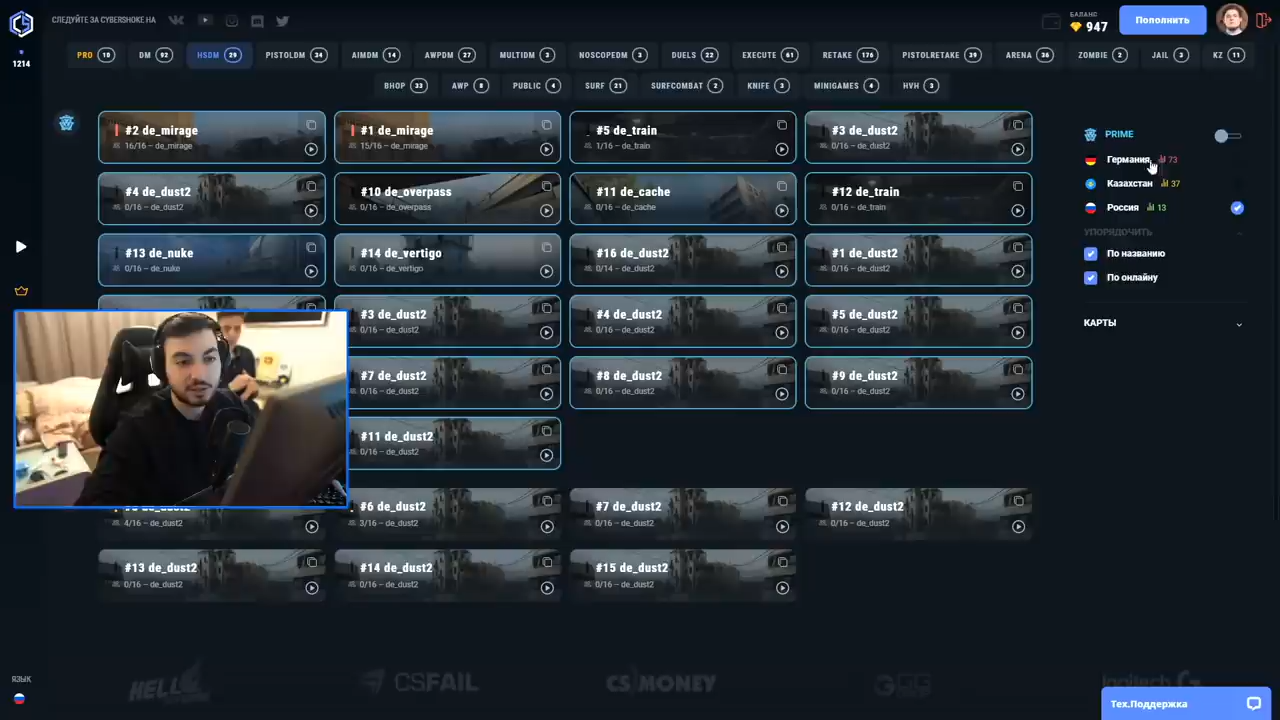 СЛЕДУЙТЕ ЗА CYBERSHOKE НА
БАЛАНС
947
Пополнить
1214
PRO 10
DM 92
HSDM 29
PISTOLDM 34
AIMDM 14
AWPDM 27
MULTIDM 3
NOSCOPEDM 3
DUELS 22
EXECUTE 61
RETAKE 176
PISTOLRETAKE 39
ARENA 36
ZOMBIE 2
JAIL 3
KZ 11
BHOP 33
AWP 8
PUBLIC 4
SURF 21
SURFCOMBAT 2
KNIFE 3
MINIGAMES 4
HVH 3
#2 de_mirage
16/16 – de_mirage
#1 de_mirage
15/16 – de_mirage
#5 de_train
1/16 – de_train
#3 de_dust2
0/16 – de_dust2
#4 de_dust2
0/16 – de_dust2
#10 de_overpass
0/16 – de_overpass
#11 de_cache
0/16 – de_cache
#12 de_train
0/16 – de_train
#13 de_nuke
0/16 – de_nuke
#14 de_vertigo
0/16 – de_vertigo
#16 de_dust2
0/14 – de_dust2
#1 de_dust2
0/16 – de_dust2
#3 de_dust2
0/16 – de_dust2
#4 de_dust2
0/16 – de_dust2
#5 de_dust2
0/16 – de_dust2
#7 de_dust2
0/16 – de_dust2
#8 de_dust2
0/16 – de_dust2
#9 de_dust2
0/16 – de_dust2
#11 de_dust2
0/16 – de_dust2
4/16 – de_dust2
#6 de_dust2
3/16 – de_dust2
#7 de_dust2
0/16 – de_dust2
#12 de_dust2
0/16 – de_dust2
#13 de_dust2
0/16 – de_dust2
#14 de_dust2
0/16 – de_dust2
#15 de_dust2
0/16 – de_dust2
PRIME
Германия 73
Казахстан 37
Россия 13
УПОРЯДОЧИТЬ
По названию
По онлайну
КАРТЫ
ЯЗЫК
HELL
CSFAIL
CS MONEY
logitech G
Тех.Поддержка